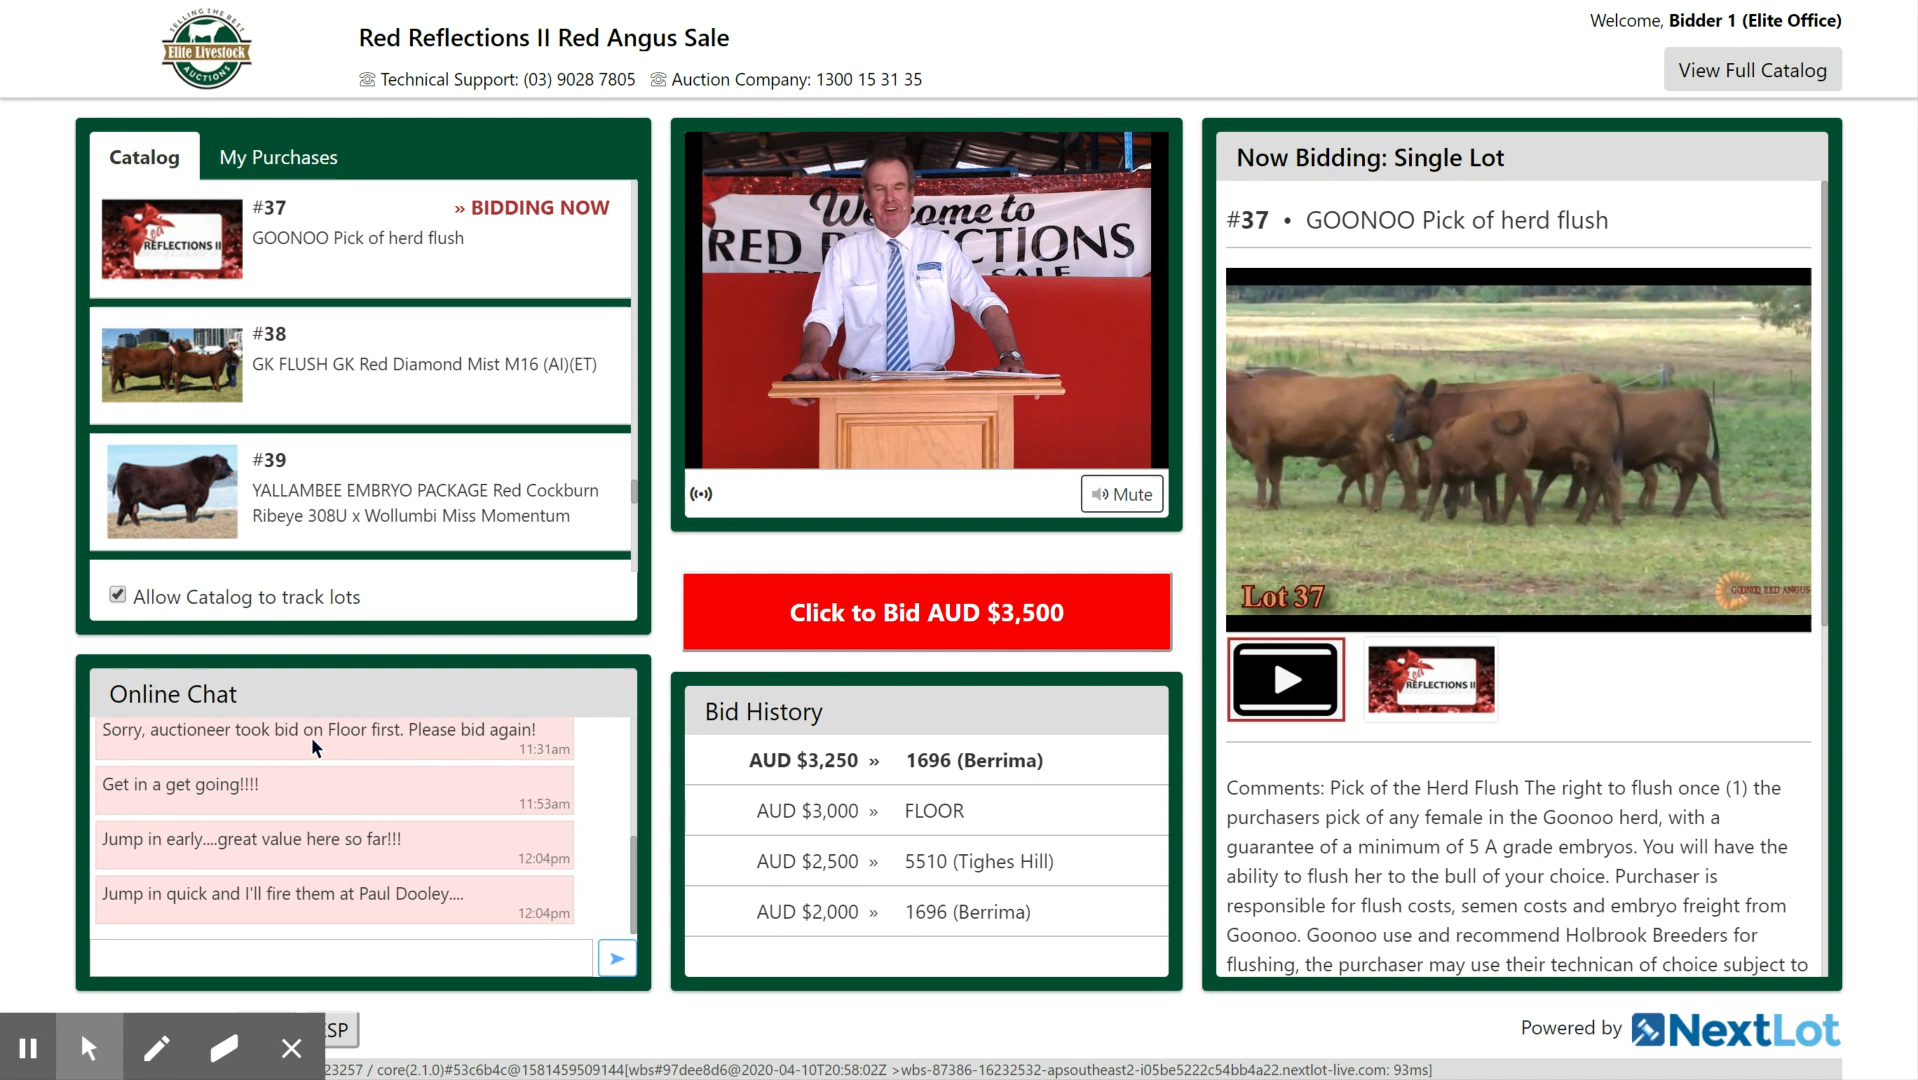 SELLING THE BEST
Elite Livestock
AUCTIONS
Red Reflections II Red Angus Sale
Technical Support: (03) 9028 7805 Auction Company: 1300 15 31 35
Welcome, Bidder 1 (Elite Office)
View Full Catalog
Catalog My Purchases
#37 » BIDDING NOW
GOONOO Pick of herd flush
Red
REFLECTIONS II
#38
GK FLUSH GK Red Diamond Mist M16 (AI)(ET)
#39
YALLAMBEE EMBRYO PACKAGE Red Cockburn
Ribeye 308U x Wollumbi Miss Momentum
Allow Catalog to track lots
Online Chat
Sorry, auctioneer took bid on Floor first. Please bid again!
11:31am
Get in a get going!!!!
11:53am
Jump in early....great value here so far!!!
12:04pm
Jump in quick and I'll fire them at Paul Dooley....
12:04pm
We come to
RED R CTIONS
SALE
Mute
Click to Bid AUD $3,500
Bid History
AUD $3,250 » 1696 (Berrima)
AUD $3,000 » FLOOR
AUD $2,500 » 5510 (Tighes Hill)
AUD $2,000 » 1696 (Berrima)
Now Bidding: Single Lot
#37 • GOONOO Pick of herd flush
Lot 37
GOONOO RED ANGUS
Red
REFLECTIONS II
Comments: Pick of the Herd Flush The right to flush once (1) the
purchasers pick of any female in the Goonoo herd, with a
guarantee of a minimum of 5 A grade embryos. You will have the
ability to flush her to the bull of your choice. Purchaser is
responsible for flush costs, semen costs and embryo freight from
Goonoo. Goonoo use and recommend Holbrook Breeders for
flushing, the purchaser may use their technican of choice subject to
SP
Powered by NextLot
23257 / core(2.1.0)#53c6b4c@1581459509144[wbs#97dee8d6@2020-04-10T20:58:02Z >wbs-87386-16232532-apsoutheast2-i05be5222c54bb4a22.nextlot-live.com: 93ms]